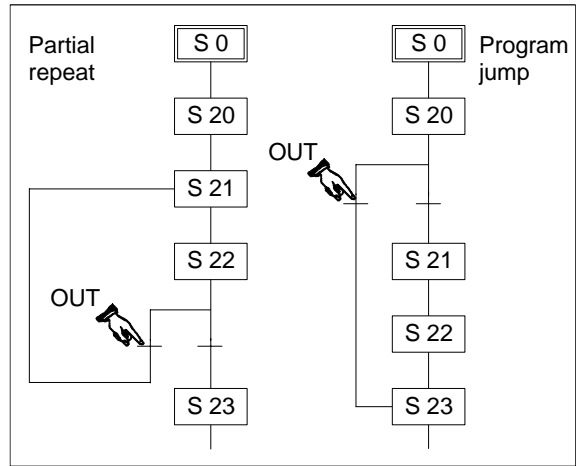 Partial
repeat
S 0
S 20
S 21
S 22
OUT
S 23
S 0
Program
jump
S 20
OUT
S 21
S 22
S 23